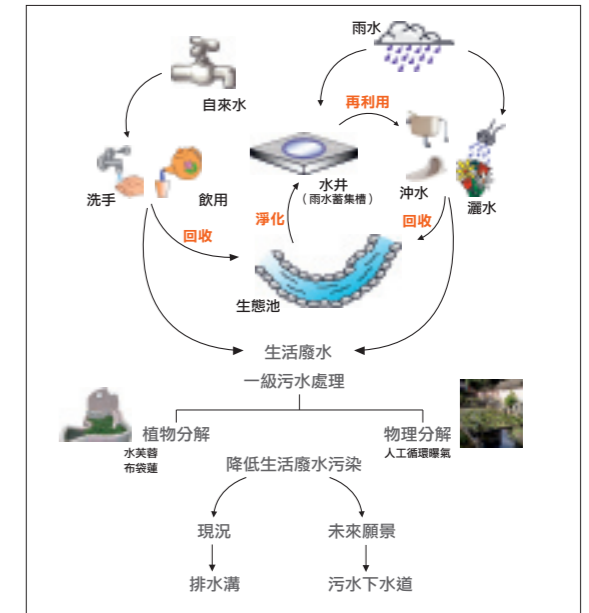 雨水
自來水
再利用
水井
（雨水蓄集槽）
沖水
洗手
飲用
灑水
淨化
回收
回收
生態池
生活廢水
一級污水處理
植物分解
水芙蓉
布袋蓮
物理分解
人工循環曝氣
降低生活廢水污染
現況
未來願景
排水溝
污水下水道